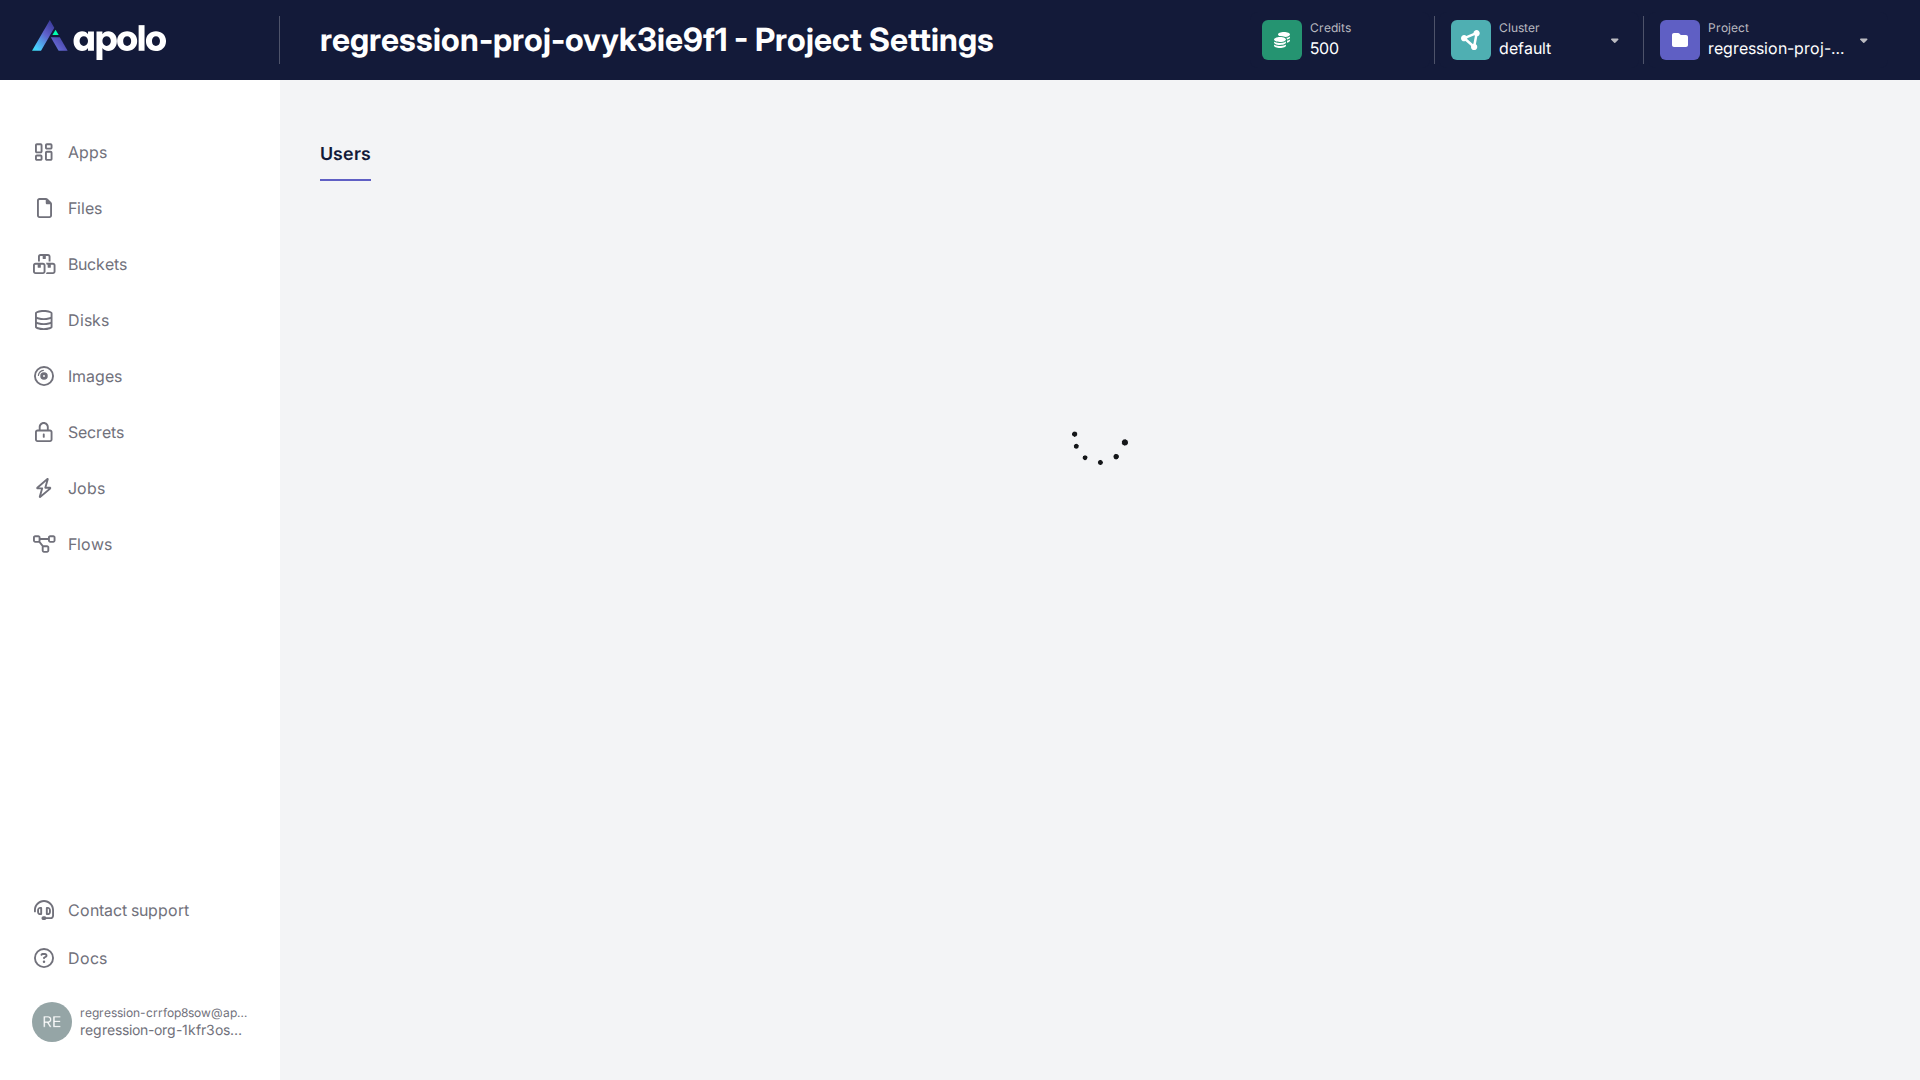 apolo
regression-proj-ovyk3ie9f1 - Project Settings
Credits
500
Cluster
default
Project
regression-proj-...
Apps
Files
Buckets
Disks
Images
Secrets
Jobs
Flows
Users
Contact support
Docs
RE
regression-crrfop8sow@ap...
regression-org-1kfr3os...